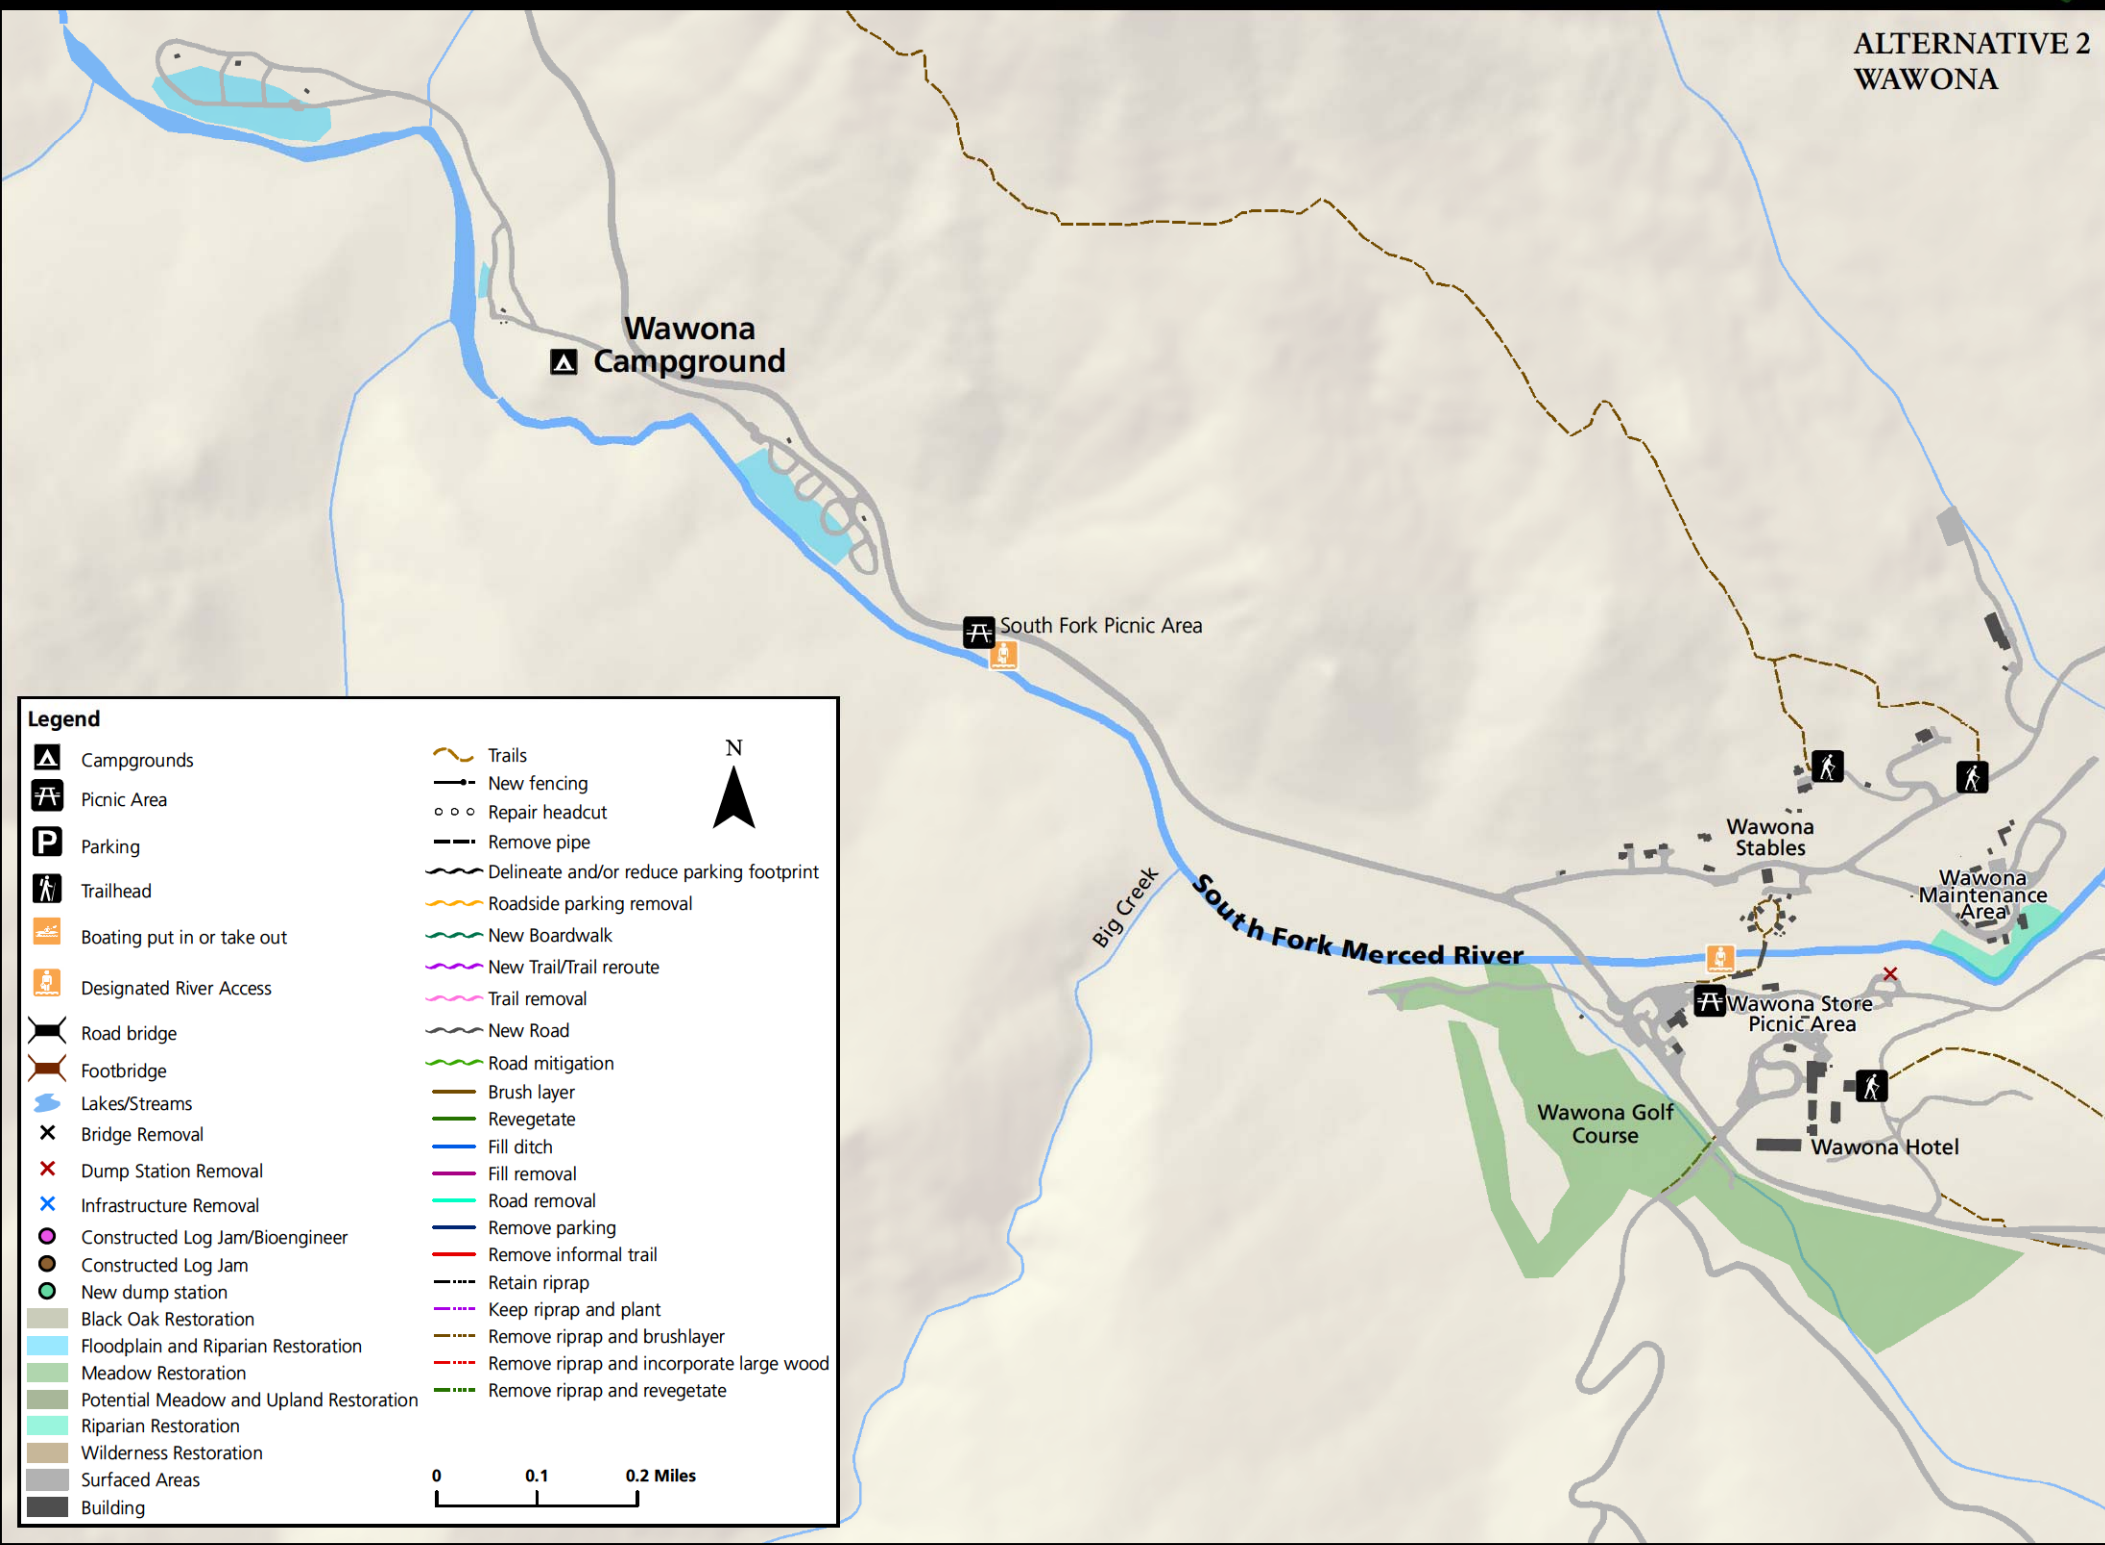 ALTERNATIVE 2
WAWONA
Wawona
Campground
South Fork Picnic Area
Big Creek
South Fork Merced River
Wawona
Stables
Wawona
Maintenance
Area
Wawona Store
Picnic Area
Wawona Golf
Course
Wawona Hotel
Legend
Campgrounds
Picnic Area
P
Parking
Trailhead
Boating put in or take out
Designated River Access
Road bridge
Footbridge
Lakes/Streams
Bridge Removal
Dump Station Removal
Infrastructure Removal
Constructed Log Jam/Bioengineer
Constructed Log Jam
New dump station
Black Oak Restoration
Floodplain and Riparian Restoration
Meadow Restoration
Potential Meadow and Upland Restoration
Riparian Restoration
Wilderness Restoration
Surfaced Areas
Building
Trails
New fencing
Repair headcut
Remove pipe
Delineate and/or reduce parking footprint
Roadside parking removal
New Boardwalk
New Trail/Trail reroute
Trail removal
New Road
Road mitigation
Brush layer
Revegetate
Fill ditch
Fill removal
Road removal
Remove parking
Remove informal trail
Retain riprap
Keep riprap and plant
Remove riprap and brushlayer
Remove riprap and incorporate large wood
Remove riprap and revegetate
N
0 0.1 0.2 Miles